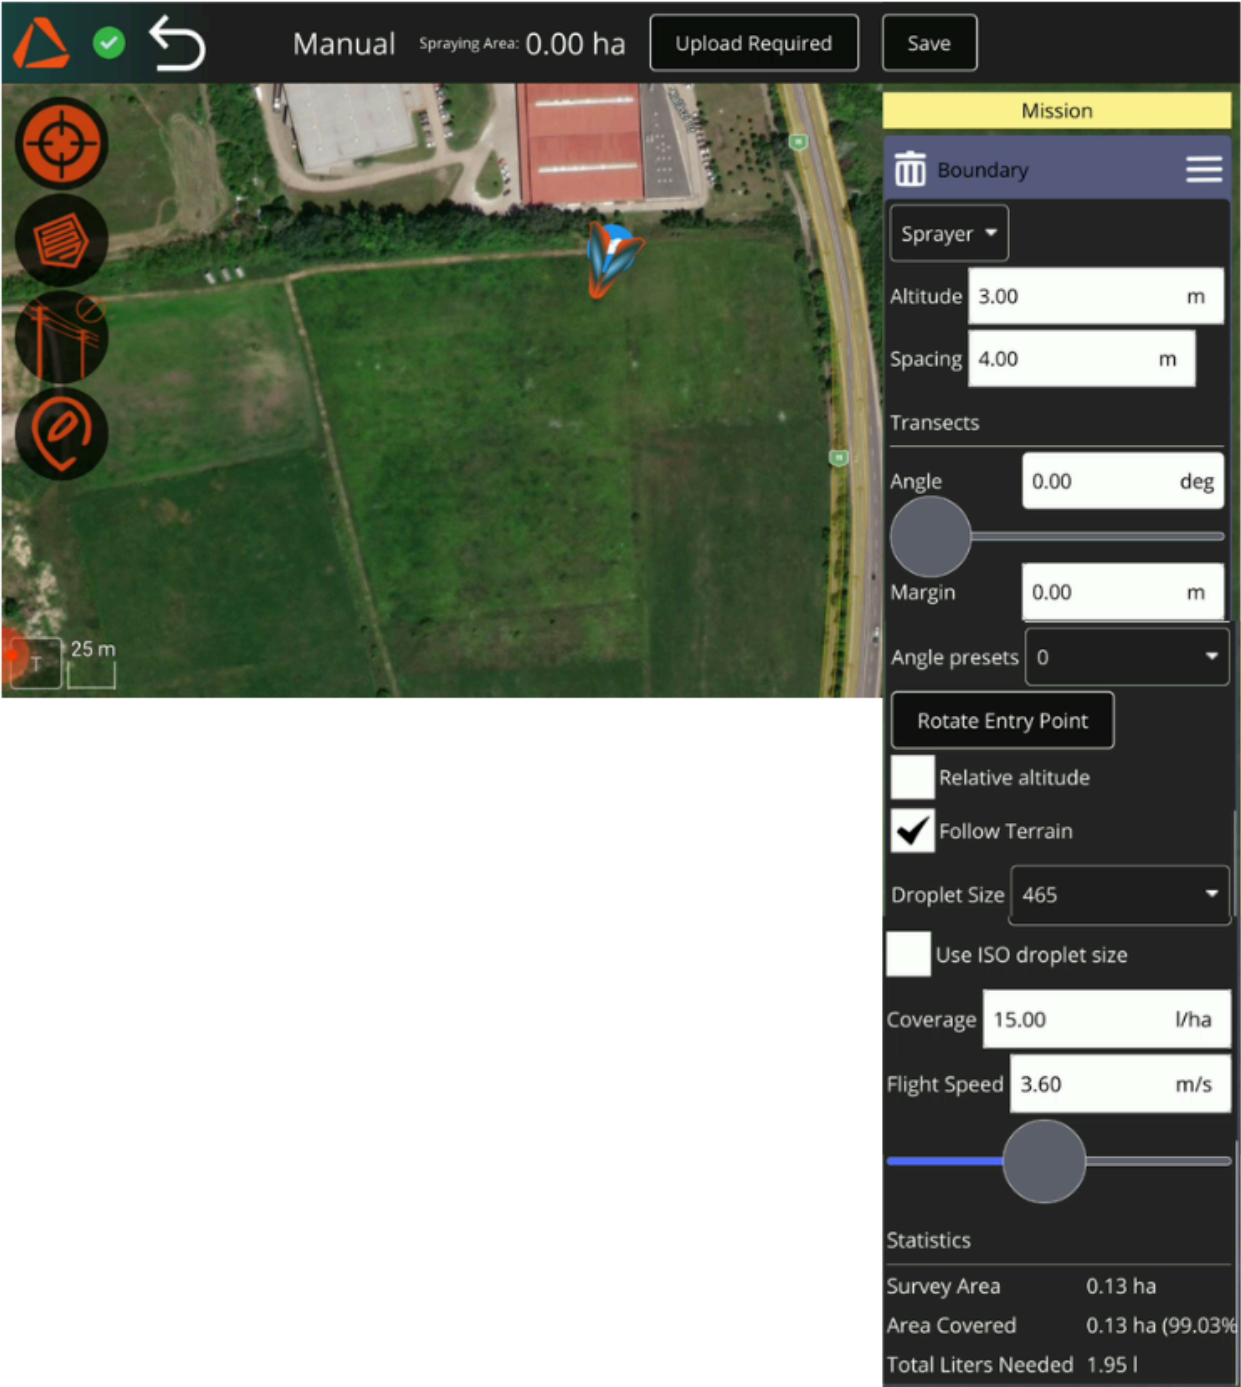 Manual Spraying Area: 0.00 ha Upload Required Save
Mission
Boundary
Sprayer
Altitude 3.00 m
Spacing 4.00 m
Transects
Angle 0.00 deg
Margin 0.00 m
25 m
T
Angle presets 0
Rotate Entry Point
Relative altitude
Follow Terrain
Droplet Size 465
Use ISO droplet size
Coverage 15.00 l/ha
Flight Speed 3.60 m/s
Statistics
Survey Area 0.13 ha
Area Covered 0.13 ha (99.03%
Total Liters Needed 1.95 l